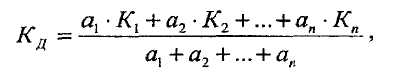 K_Д = (a_1 · K_1 + a_2 · K_2 + ... + a_n · K_n) / (a_1 + a_2 + ... + a_n),